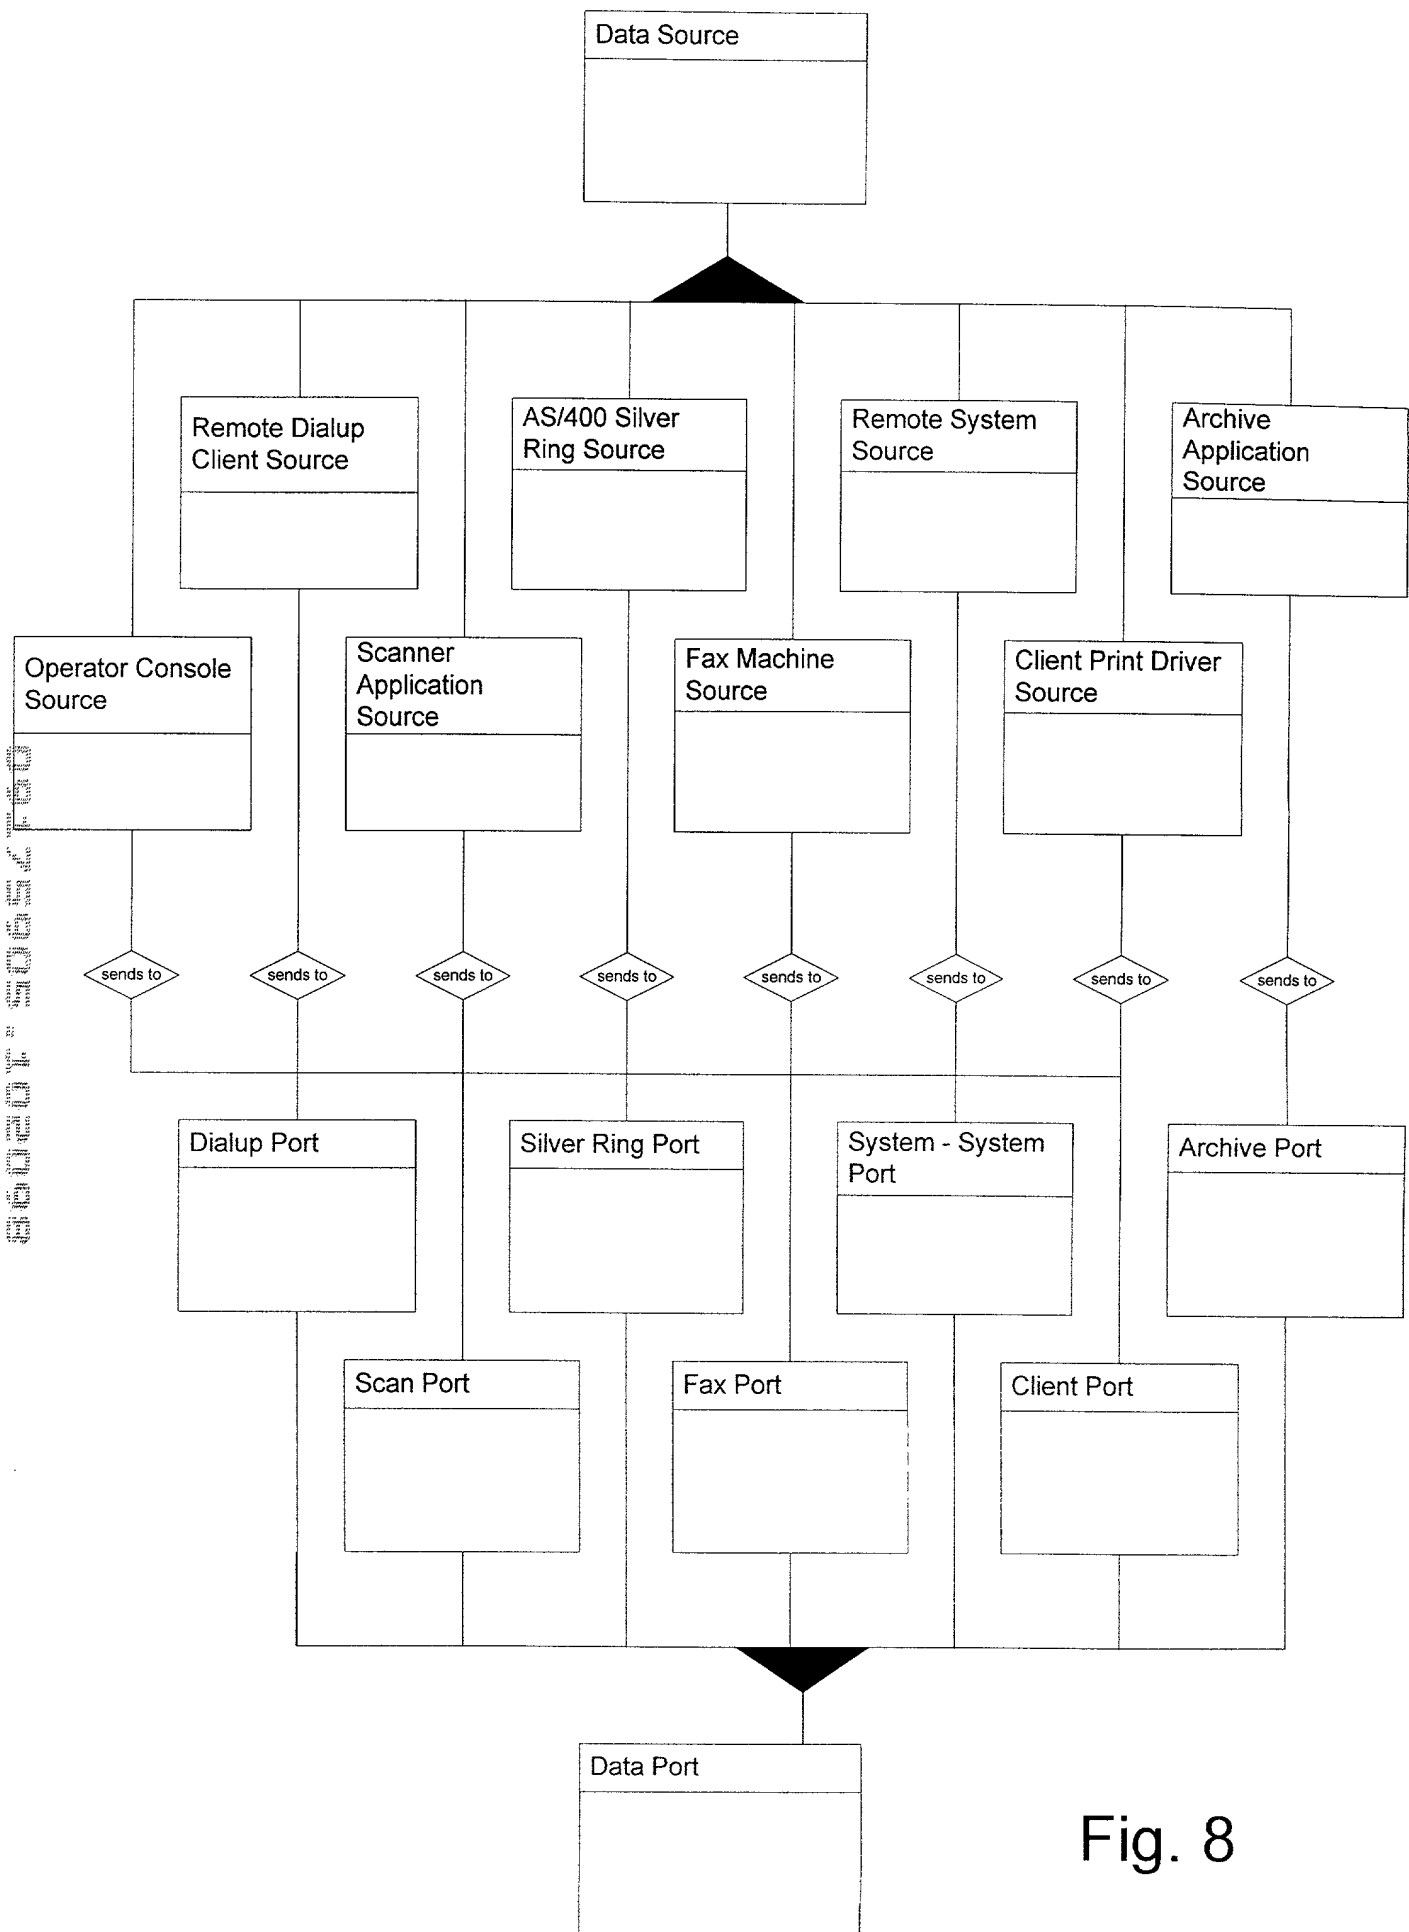 Data Source
Remote Dialup
Client Source
AS/400 Silver
Ring Source
Remote System
Source
Archive
Application
Source
Operator Console
Source
Scanner
Application
Source
Fax Machine
Source
Client Print Driver
Source
sends to
sends to
sends to
sends to
sends to
sends to
sends to
sends to
Dialup Port
Silver Ring Port
System - System
Port
Archive Port
Scan Port
Fax Port
Client Port
Data Port
Fig. 8